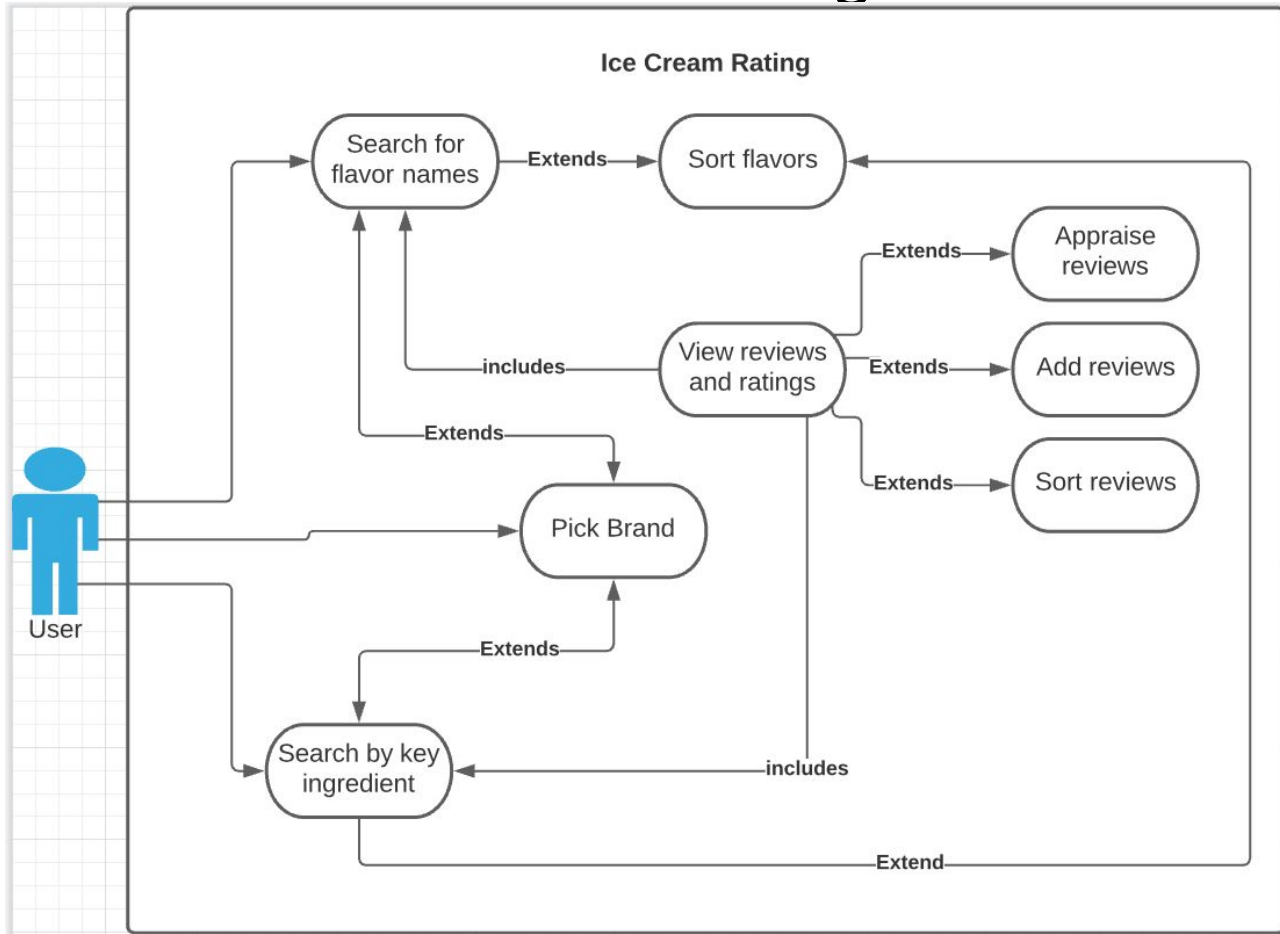 Ice Cream Rating
Search for
flavor names
Extends
Sort flavors
Extends
Appraise
reviews
includes
View reviews
and ratings
Extends
Add reviews
Extends
Extends
Sort reviews
Pick Brand
User
Extends
Search by key
ingredient
includes
Extend